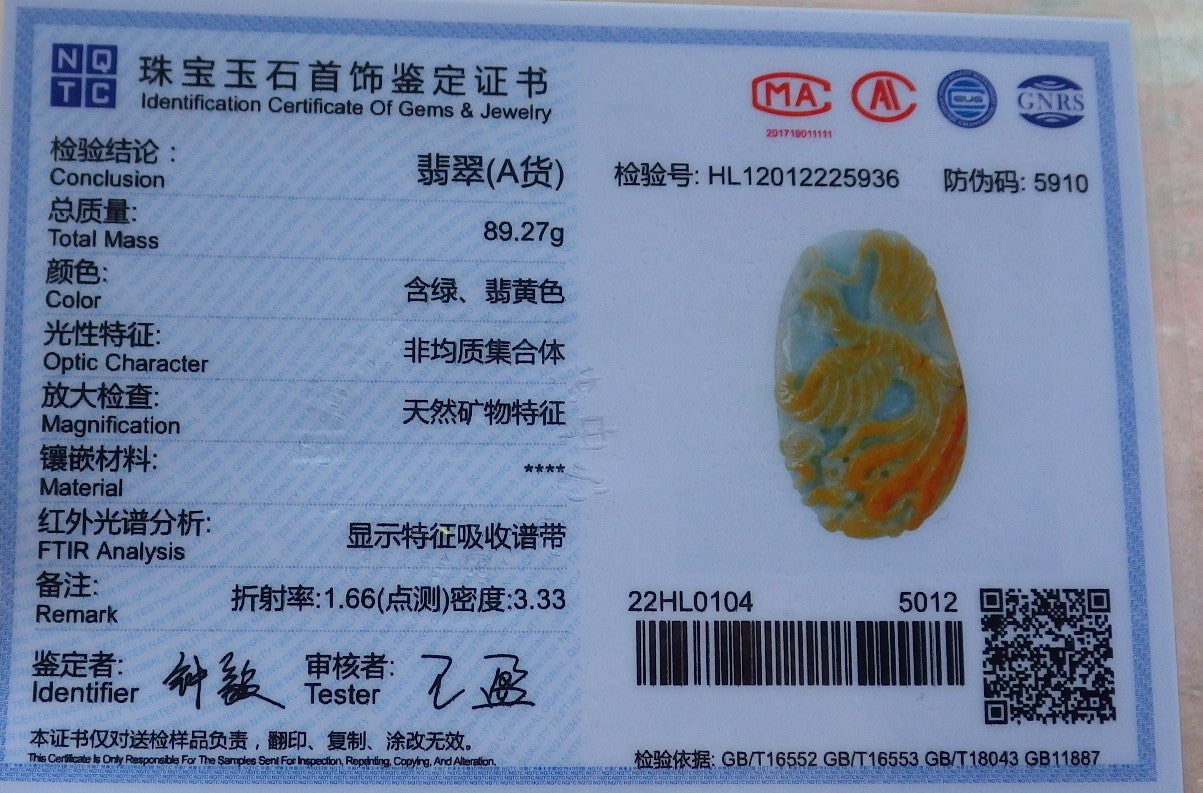 NQTC
珠宝玉石首饰鉴定证书
Identification Certificate Of Gems & Jewelry
MA
201719011111
GNRS
检验结论：
Conclusion
翡翠(A货)
检验号: HL12012225936 防伪码: 5910
总质量:
Total Mass
89.27g
颜色:
Color
含绿、翡黄色
光性特征:
Optic Character
非均质集合体
放大检查:
Magnification
天然矿物特征
镶嵌材料:
Material
****
红外光谱分析:
FTIR Analysis
显示特征吸收谱带
备注:
Remark
折射率:1.66(点测)密度:3.33
22HL0104 5012
鉴定者:
Identifier
审核者:
Tester
本证书仅对送检样品负责，翻印、复制、涂改无效。
This Certificate Is Only Responsible For The Samples Sent For Inspection, Reprinting, Copying, And Alteration.
检验依据: GB/T16552 GB/T16553 GB/T18043 GB11887